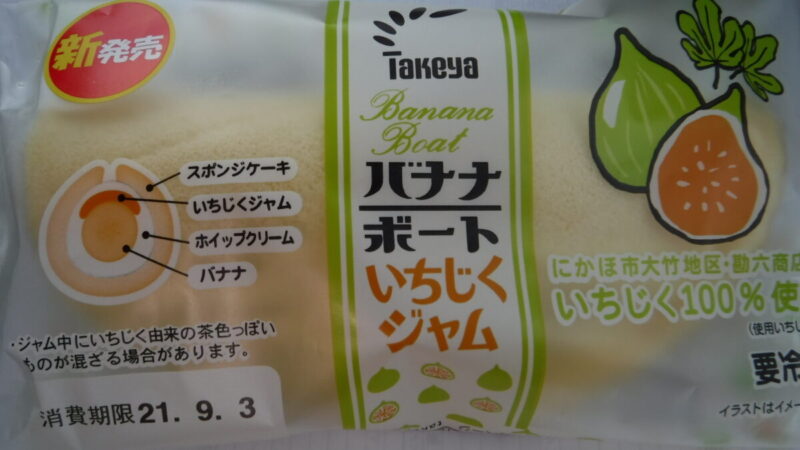 新発売
Takeya
Banana
Boat
バナナ
ボート
いちじく
ジャム
スポンジケーキ
いちじくジャム
ホイップクリーム
バナナ
・ジャム中にいちじく由来の茶色っぽい
ものが混ざる場合があります。
消費期限21. 9. 3
にかほ市大竹地区・勘六商店
いちじく100%使
(使用いちじ
要冷
イラストはイメー